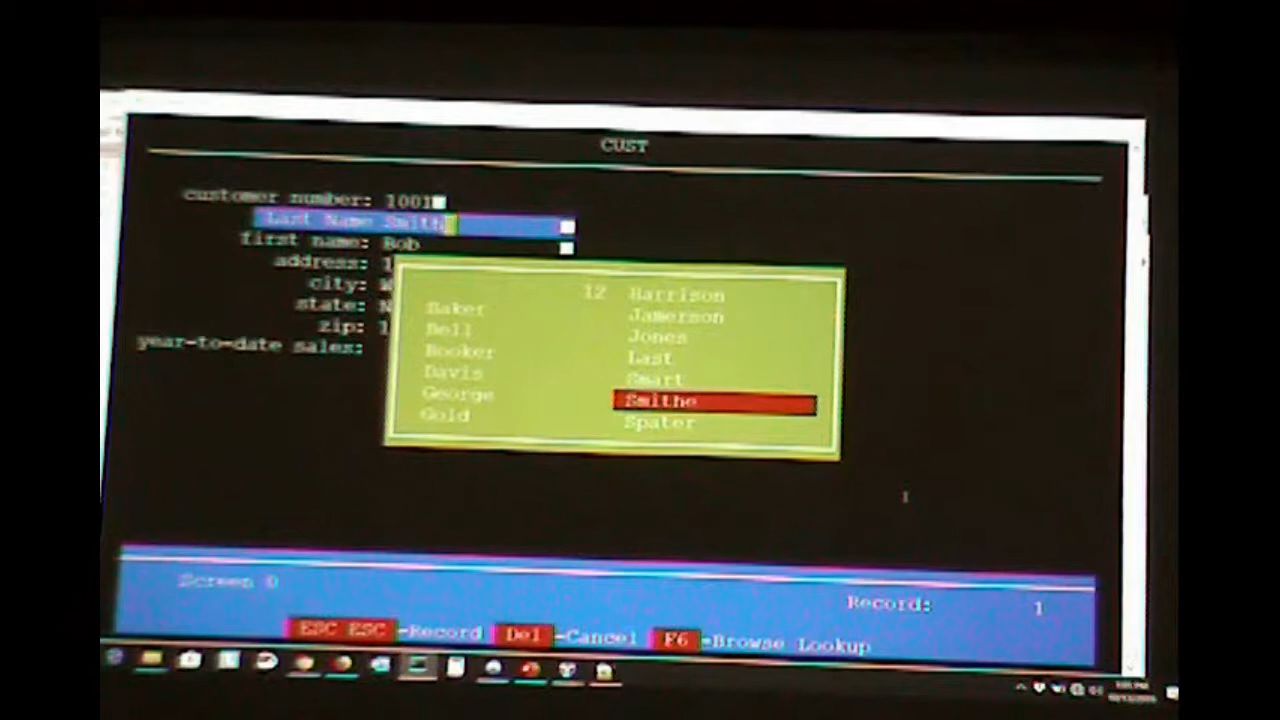 CUST
customer number: 1001
Last Name Smith
first name: Bob
address: 1
city:
state: N
zip: 1
year-to-date sales:
12 Harrison
Baker Jamerson
Bell Jones
Booker Last
Davis Smart
George Smithe
Gold Spater
Screen 0
Record: 1
ESC ESC-Record Del-Cancel F6-Browse Lookup